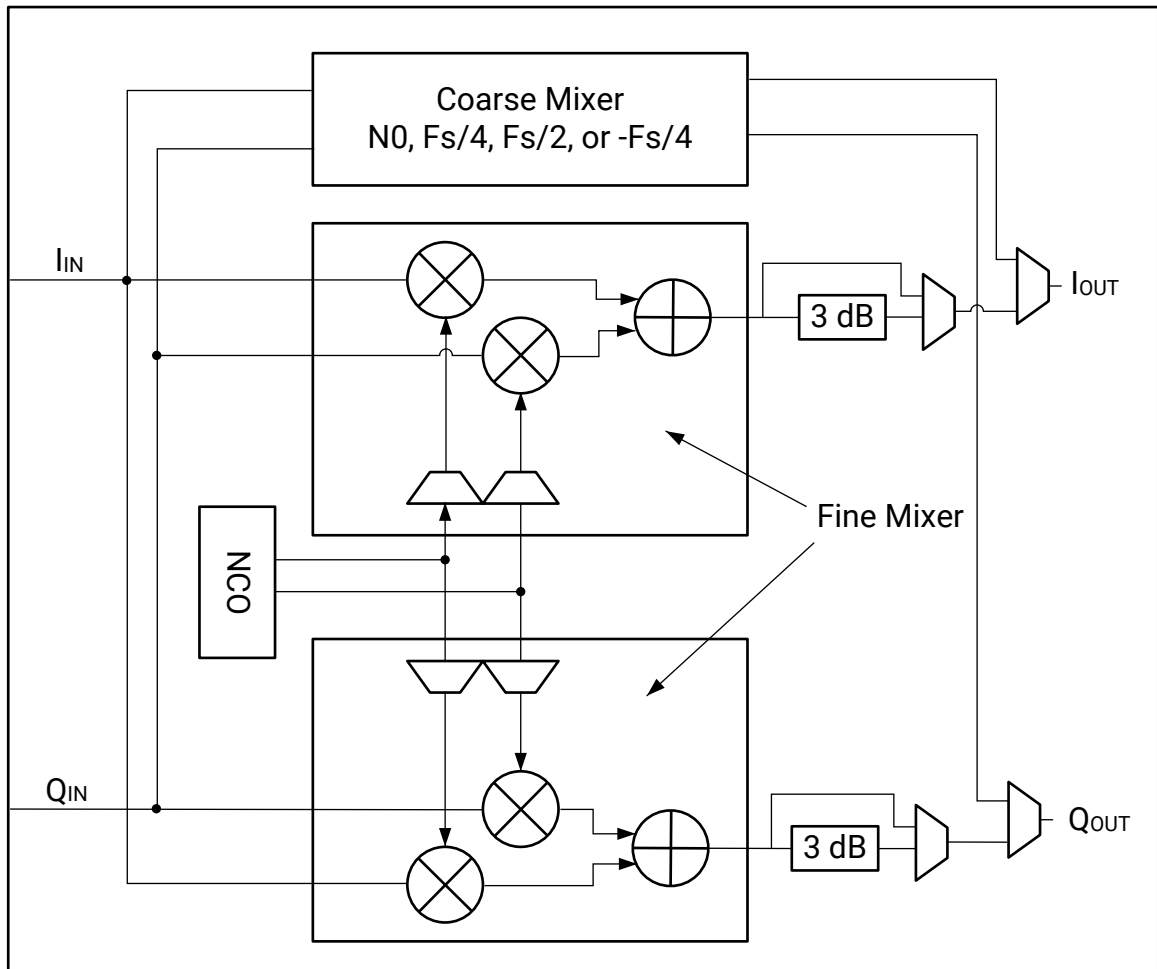 Coarse Mixer
N0, Fs/4, Fs/2, or -Fs/4
IIN
3 dB
IOUT
Fine Mixer
NCO
QIN
3 dB
QOUT